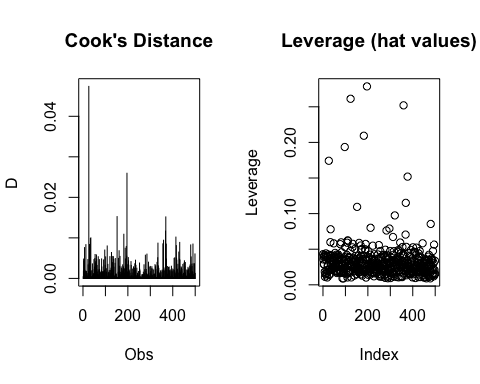 Cook's Distance
D
0.00
0.02
0.04
0
200
400
Obs
Leverage (hat values)
Leverage
0.00
0.10
0.20
0
200
400
Index